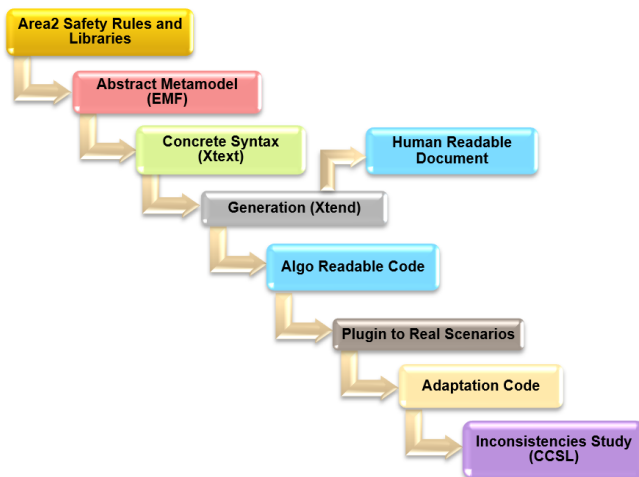 Area2 Safety Rules and
Libraries
Abstract Metamodel
(EMF)
Concrete Syntax
(Xtext)
Human Readable
Document
Generation (Xtend)
Algo Readable Code
Plugin to Real Scenarios
Adaptation Code
Inconsistencies Study
(CCSL)